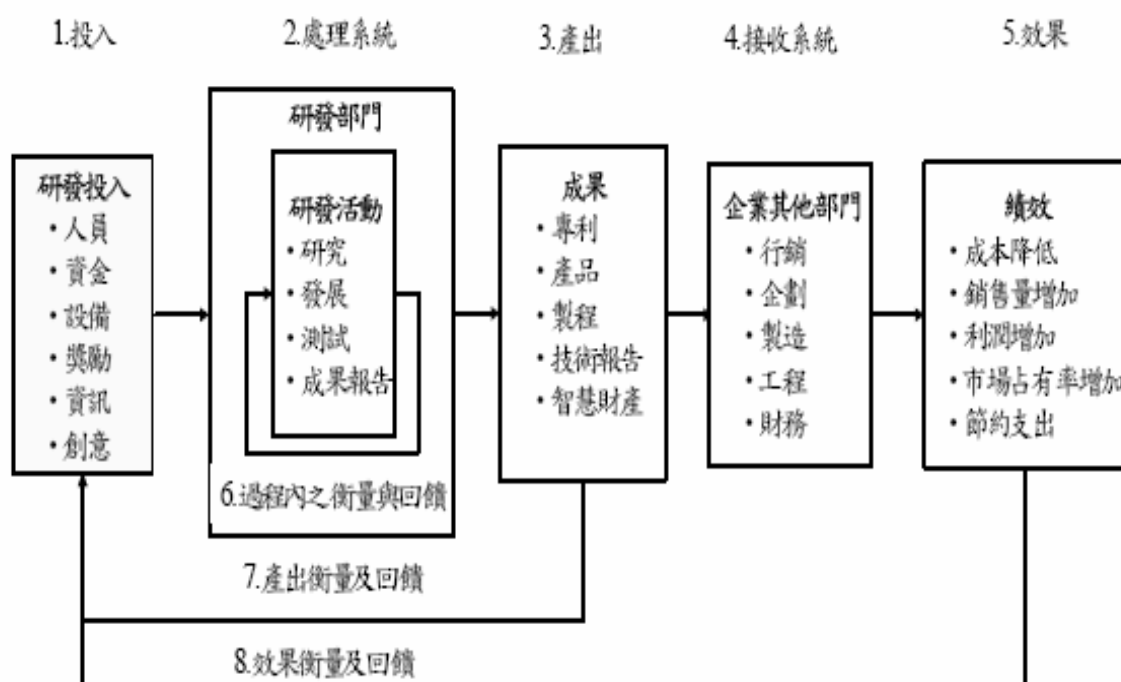 1.投入
2.處理系統
3.產出
4.接收系統
5.效果
研發投入
•人員
•資金
•設備
•獎勵
•資訊
•創意
研發部門
研發活動
•研究
•發展
•測試
•成果報告
6.過程內之衡量與回饋
成果
•專利
•產品
•製程
•技術報告
•智慧財產
企業其他部門
•行銷
•企劃
•製造
•工程
•財務
績效
•成本降低
•銷售量增加
•利潤增加
•市場占有率增加
•節約支出
7.產出衡量及回饋
8.效果衡量及回饋